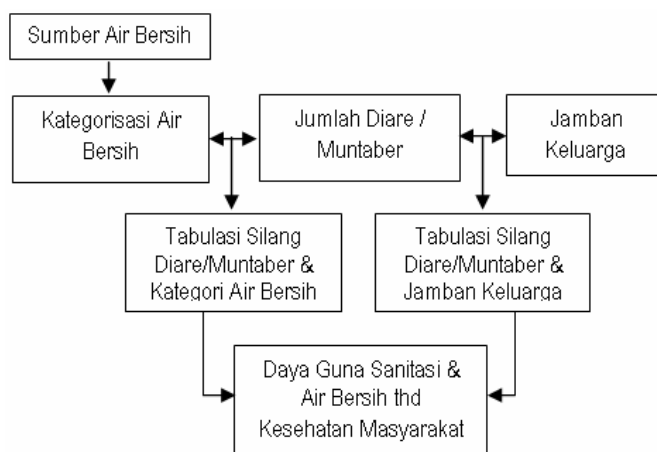 Sumber Air Bersih
Kategorisasi Air
Bersih
Jumlah Diare /
Muntaber
Jamban
Keluarga
Tabulasi Silang
Diare/Muntaber &
Kategori Air Bersih
Tabulasi Silang
Diare/Muntaber &
Jamban Keluarga
Daya Guna Sanitasi &
Air Bersih thd
Kesehatan Masyarakat